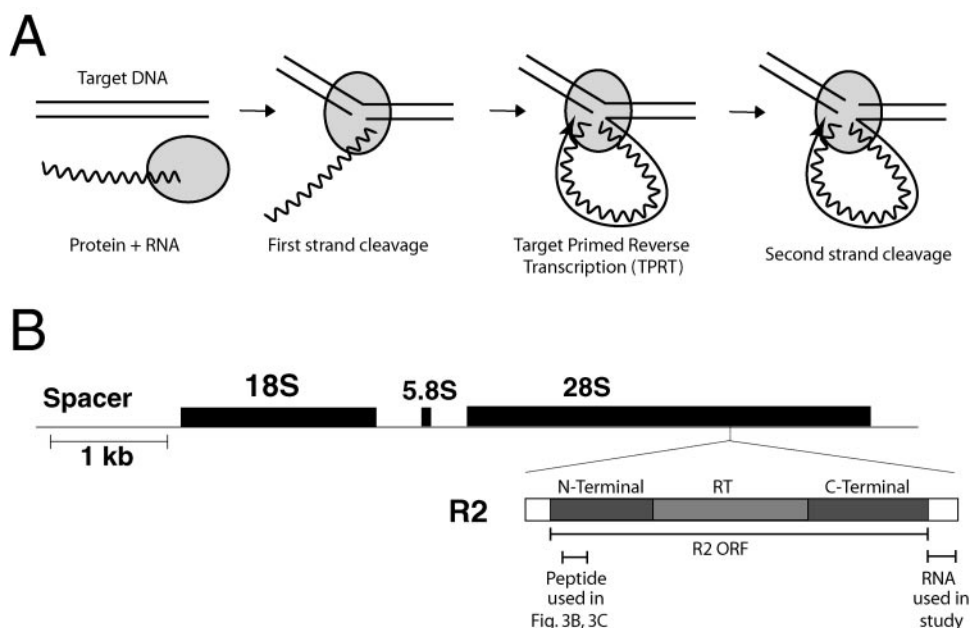 A
Target DNA
Protein + RNA
First strand cleavage
Target Primed Reverse
Transcription (TPRT)
Second strand cleavage
B
Spacer
18S
5.8S
28S
1 kb
R2
N-Terminal
RT
C-Terminal
R2 ORF
Peptide
used in
Fig. 3B, 3C
RNA
used in
study